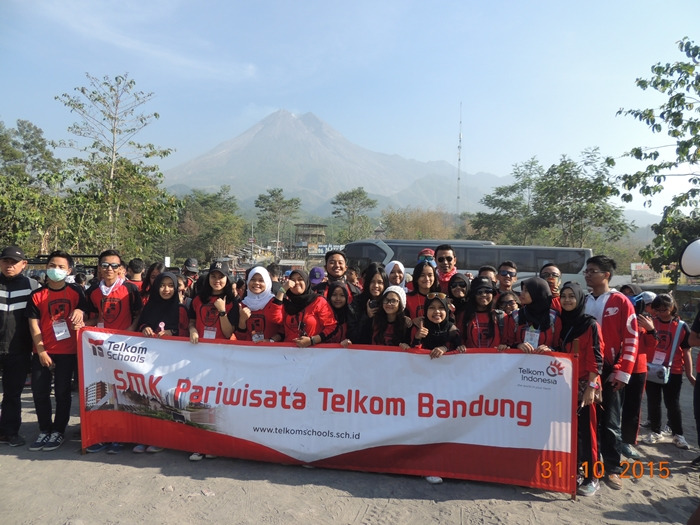 Telkom
Schools
Telkom
Indonesia
SMK Pariwisata Telkom Bandung
www.telkomschools.sch.id
31.10.2015